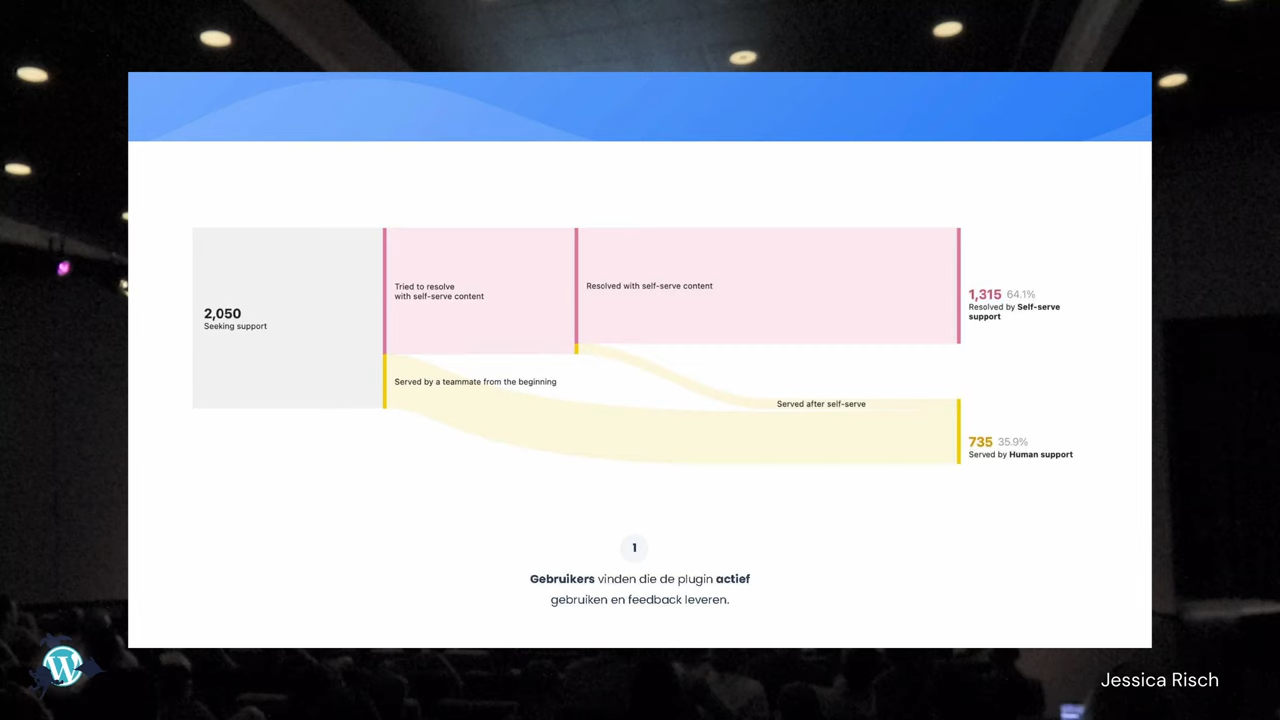 2,050
Seeking support
Tried to resolve
with self-serve content
Resolved with self-serve content
1,315 64.1%
Resolved by Self-serve
support
Served by a teammate from the beginning
Served after self-serve
735 35.9%
Served by Human support
1
Gebruikers vinden die de plugin actief
gebruiken en feedback leveren.
Jessica Risch